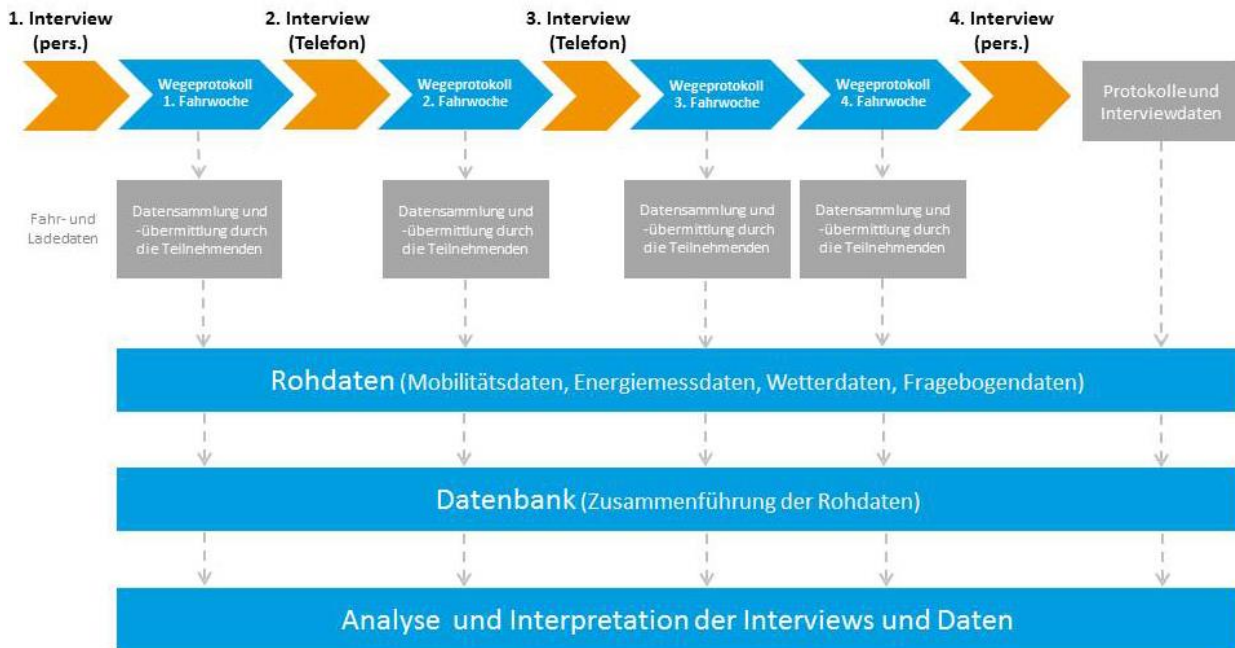 1. Interview
(pers.)
2. Interview
(Telefon)
3. Interview
(Telefon)
4. Interview
(pers.)
Wegeprotokoll
1. Fahrwoche
Wegeprotokoll
2. Fahrwoche
Wegeprotokoll
3. Fahrwoche
Wegeprotokoll
4. Fahrwoche
Protokolle und
Interviewdaten
Fahr- und
Ladedaten
Datensammlung und
-übermittlung durch
die Teilnehmenden
Datensammlung und
-übermittlung durch
die Teilnehmenden
Datensammlung und
-übermittlung durch
die Teilnehmenden
Datensammlung und
-übermittlung durch
die Teilnehmenden
Rohdaten (Mobilitätsdaten, Energiemessdaten, Wetterdaten, Fragebogendaten)
Datenbank (Zusammenführung der Rohdaten)
Analyse und Interpretation der Interviews und Daten